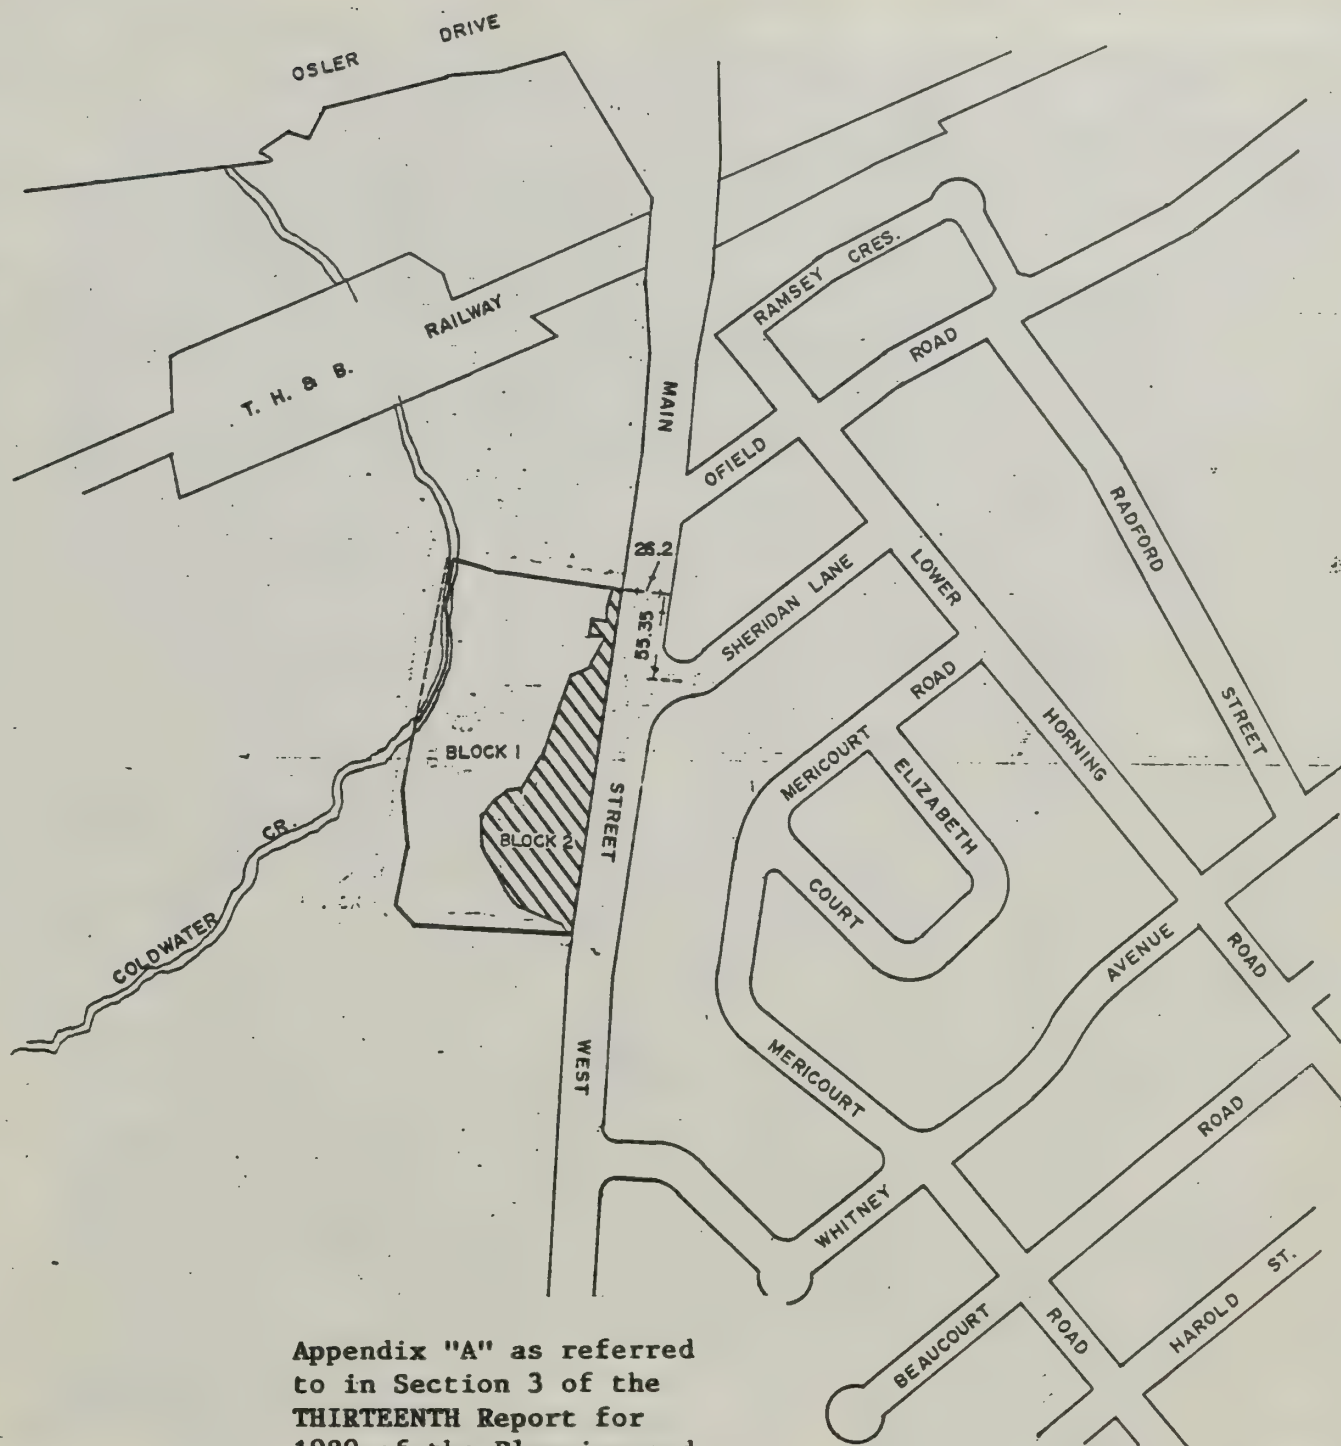 OSLER DRIVE
RAMSEY CRES.
RAILWAY
T. H. & B.
ROAD
MAIN
OFIELD
RADFORD
26.2
LOWER
SHERIDAN LANE
55.35
ROAD
STREET
HORNING
BLOCK 1
MERICOURT
ELIZABETH
STREET
CR.
BLOCK 2
COURT
COLDWATER
AVENUE
ROAD
WEST
MERICOURT
ROAD
WHITNEY
ST.
HAROLD
ROAD
BEAUCOURT
Appendix "A" as referred
to in Section 3 of the
THIRTEENTH Report for